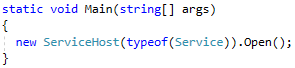 static void Main(string[] args)
{
  new ServiceHost(typeof(Service)).Open();
}